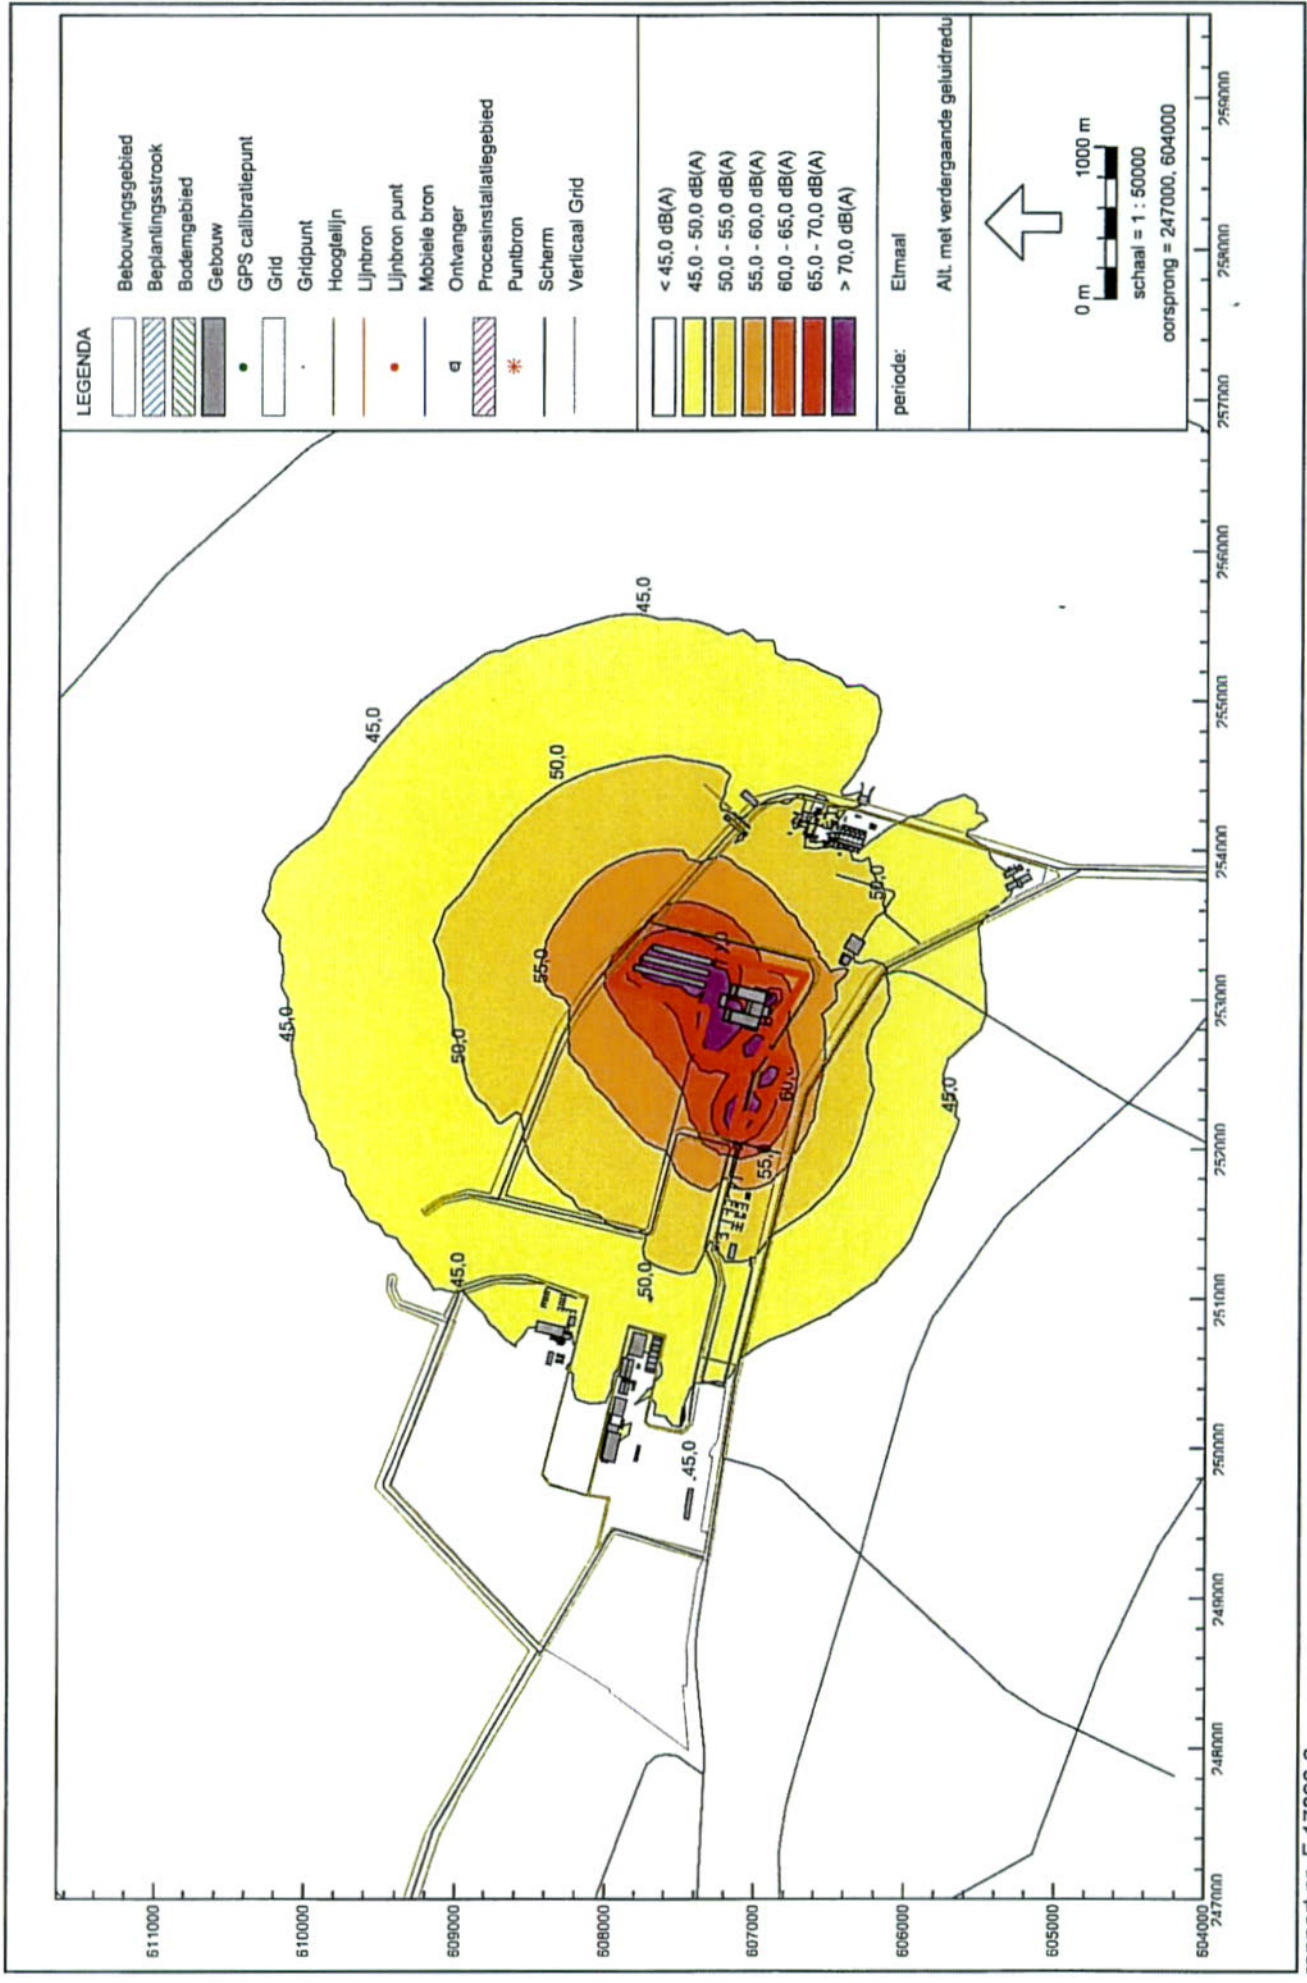 LEGENDA
Bebouwingsgebied
Beplantingsstrook
Bodemgebied
Gebouw
GPS calibratiepunt
Grid
Gridpunt
Hoogtelijn
Lijnbron
Lijnbron punt
Mobiele bron
Ontvanger
Procesinstallatiegebied
Puntbron
Scherm
Verticaal Grid
< 45,0 dB(A)
45,0 - 50,0 dB(A)
50,0 - 55,0 dB(A)
55,0 - 60,0 dB(A)
60,0 - 65,0 dB(A)
65,0 - 70,0 dB(A)
> 70,0 dB(A)
periode: Etmaal
Alt. met verdergaande geluidredu
0 m 1000 m
schaal = 1 : 50000
oorsprong = 247000, 604000
611000
610000
609000
608000
607000
606000
605000
604000
247000 248000 249000 250000 251000 252000 253000 254000 255000 256000 257000 258000 259000
45,0
45,0
45,0
45,0
45,0
45,0
45,0
50,0
50,0
50,0
50,0
55,0